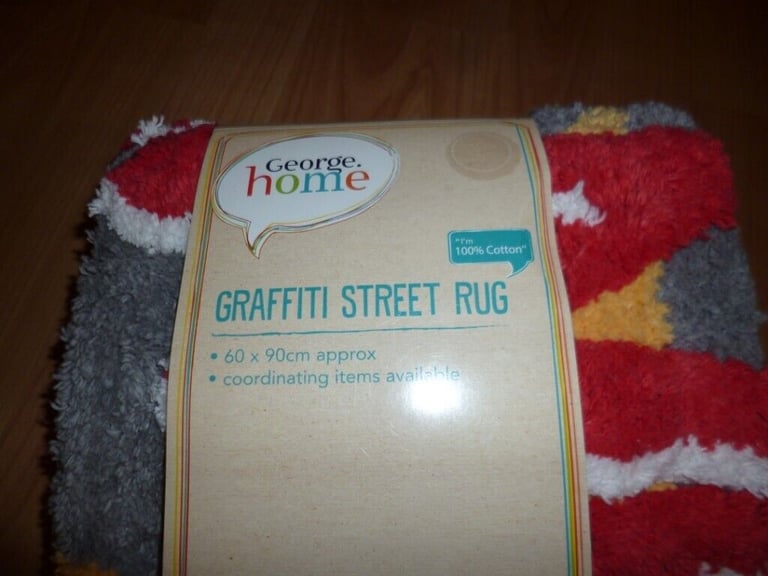 George.
home
"I'm
100% Cotton"
GRAFFITI STREET RUG
• 60 x 90cm approx
• coordinating items available